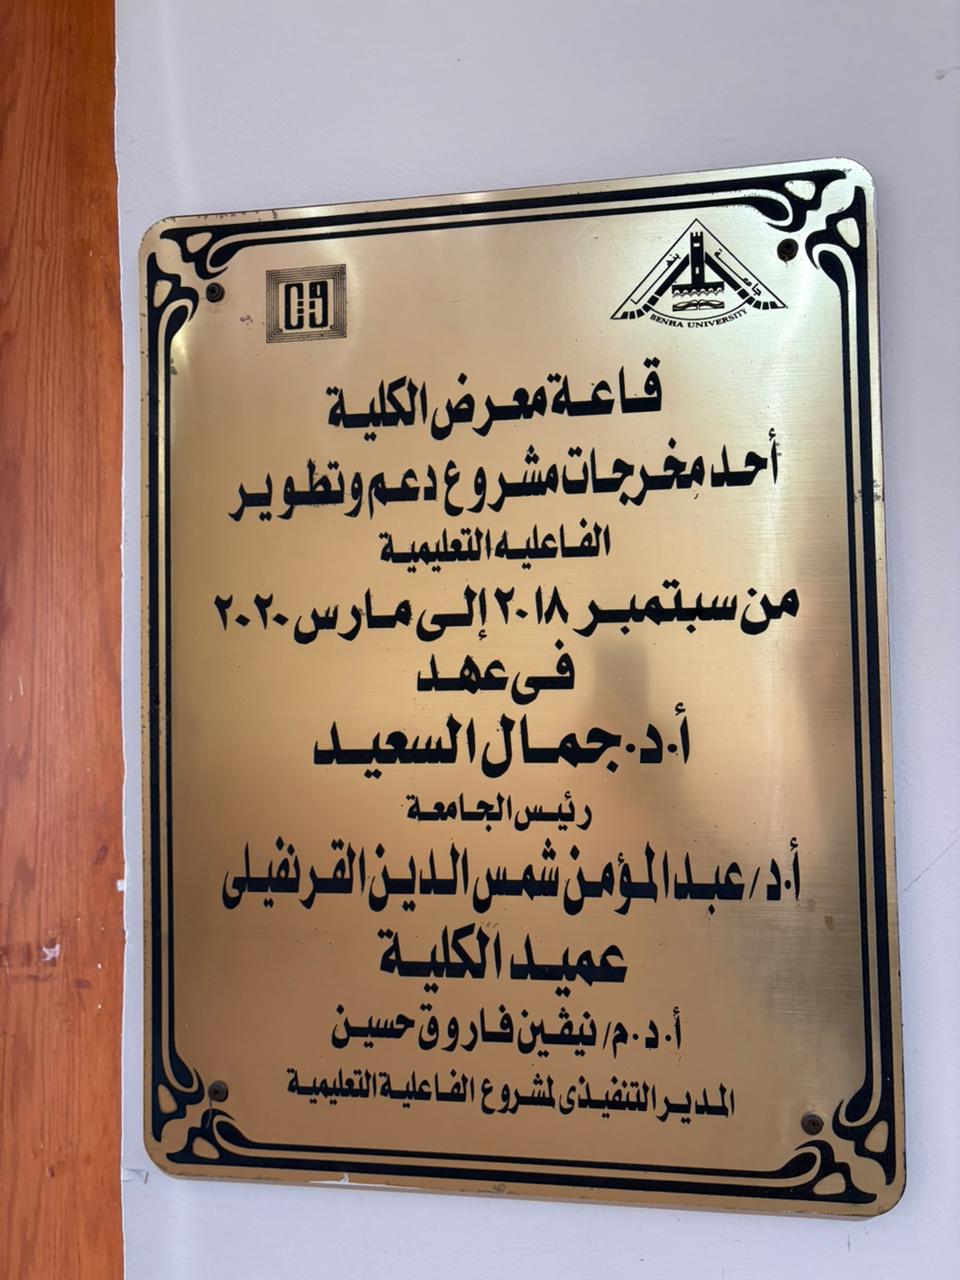 جامعة بنها
BENHA UNIVERSITY
قاعة معرض الكلية
أحد مخرجات مشروع دعم وتطوير
الفاعليه التعليمية
من سبتمبر ٢٠١٨ إلى مارس ٢٠٢٠
فى عهد
أ.د. جمال السعيد
رئيس الجامعة
أ.د/ عبد المؤمن شمس الدين القرنفيلى
عميد الكلية
أ.د.م/ نيڤين فاروق حسين
المدير التنفيذى لمشروع الفاعلية التعليمية